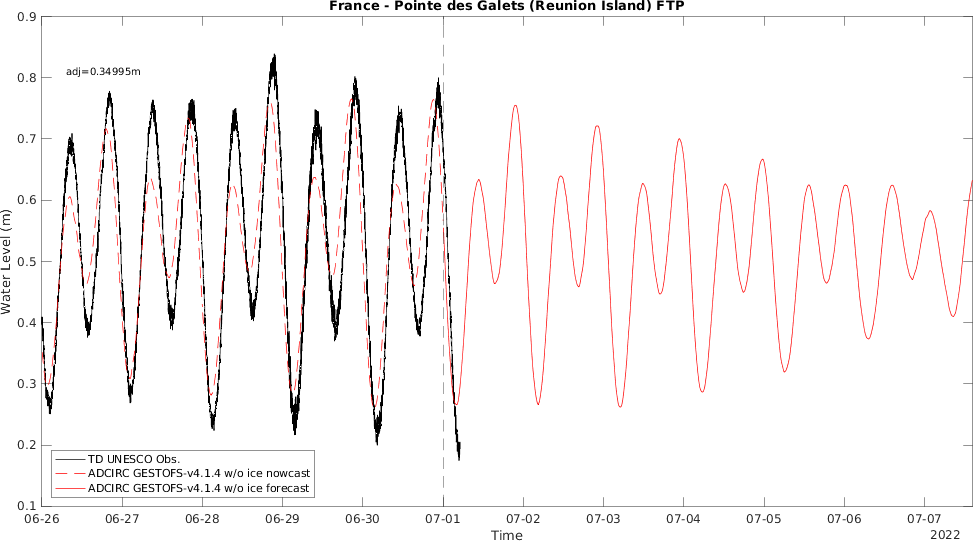 France - Pointe des Galets (Reunion Island) FTP
0.9
0.8
0.7
0.6
0.5
0.4
0.3
0.2
0.1
Water Level (m)
adj=0.34995m
TD UNESCO Obs.
ADCIRC GESTOFS-v4.1.4 w/o ice nowcast
ADCIRC GESTOFS-v4.1.4 w/o ice forecast
06-26 06-27 06-28 06-29 06-30 07-01 07-02 07-03 07-04 07-05 07-06 07-07
Time
2022